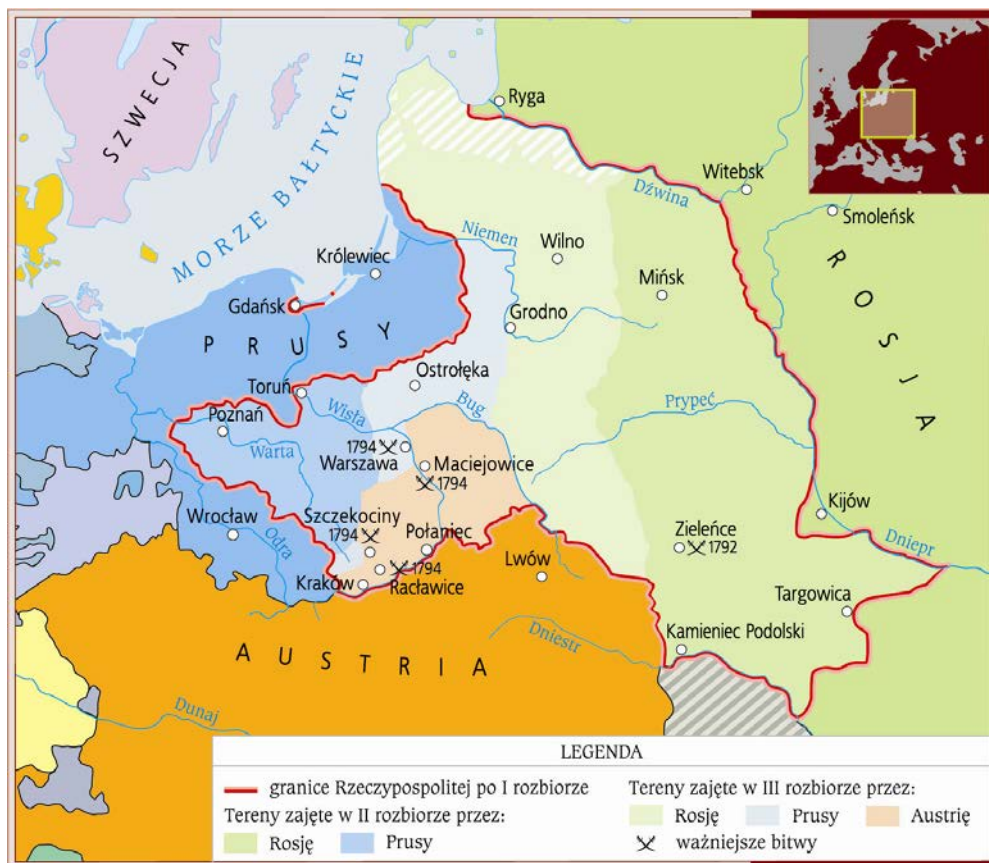 SZWECJA
MORZE BAŁTYCKIE
Ryga
Witebsk
Dźwina
Smoleńsk
ROSJA
Niemen
Wilno
Królewiec
Mińsk
Gdańsk
Grodno
PRUSY
Ostrołęka
Toruń
Wisła
Bug
Prypeć
Poznań
Warta
1794
Warszawa
Maciejowice
1794
Kijów
Wrocław
Odra
Szczekociny
1794
Połaniec
Zieleńce
1792
Dniepr
1794
Racławice
Kraków
Lwów
Targowica
Kamieniec Podolski
Dniestr
AUSTRIA
Dunaj
LEGENDA
granice Rzeczypospolitej po I rozbiorze
Tereny zajęte w II rozbiorze przez:
Rosję
Prusy
Tereny zajęte w III rozbiorze przez:
Rosję
Prusy
Austrię
ważniejsze bitwy